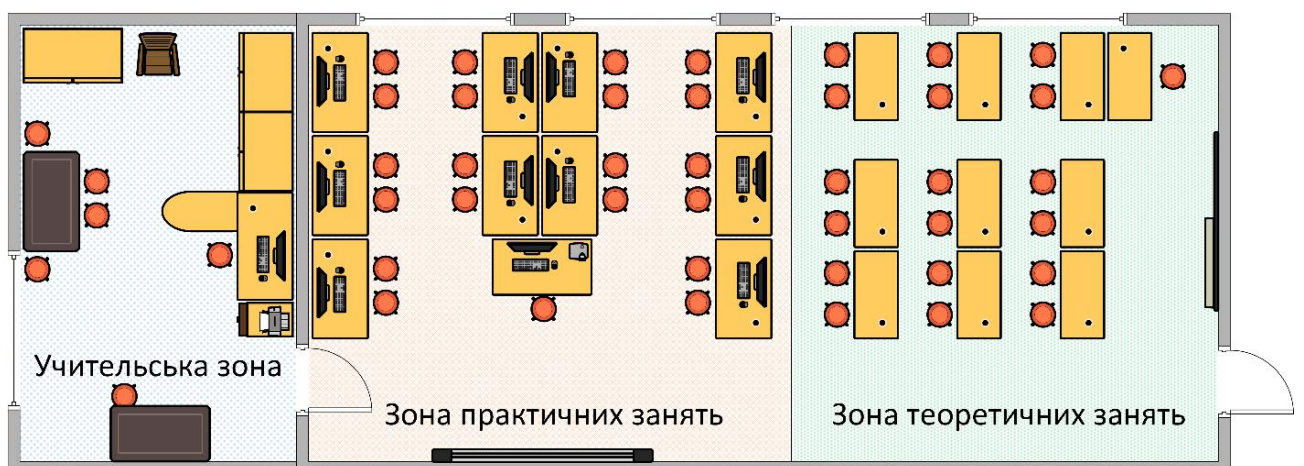 Учительська зона
Зона практичних занять
Зона теоретичних занять